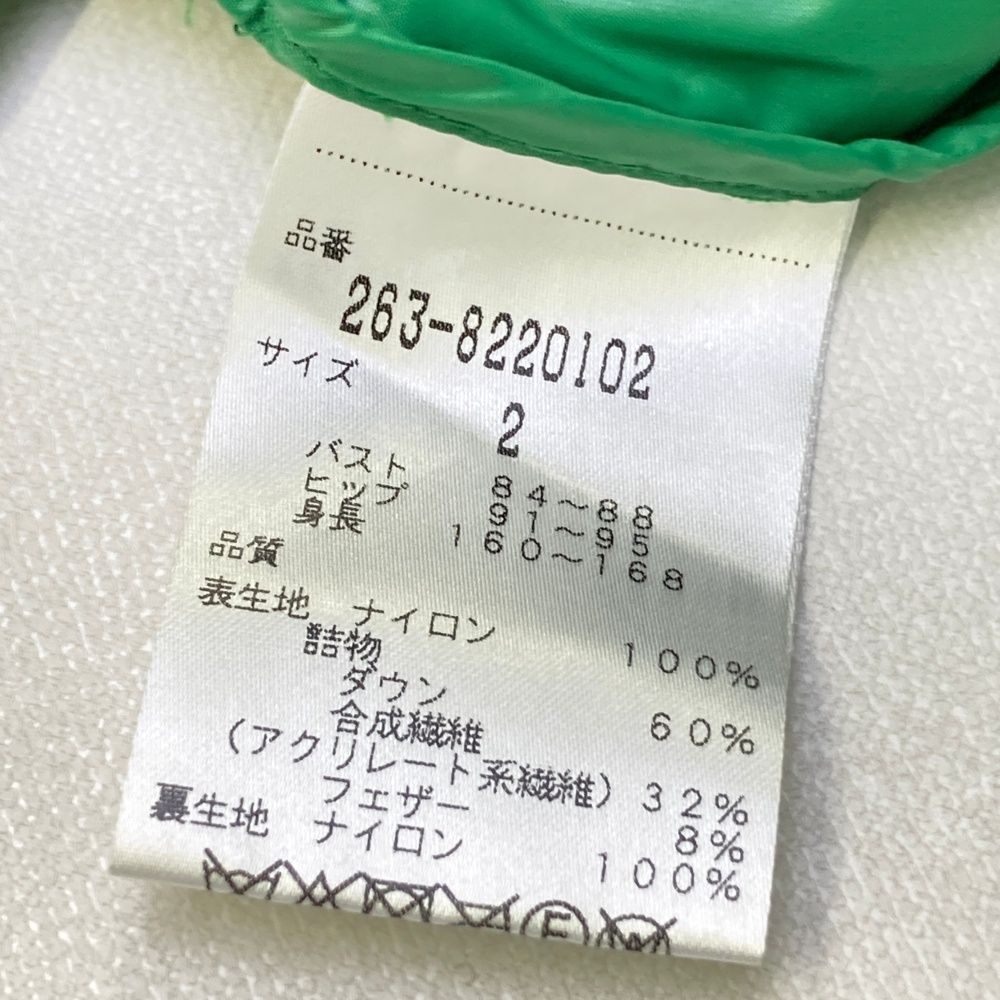 品番
263-8220102
サイズ
2
バスト 84～88
ヒップ 91～95
身長 160～168
品質
表生地 ナイロン 100%
詰物
ダウン 60%
合成繊維
(アクリレート系繊維) 32%
フェザー 8%
裏生地 ナイロン 100%
F W